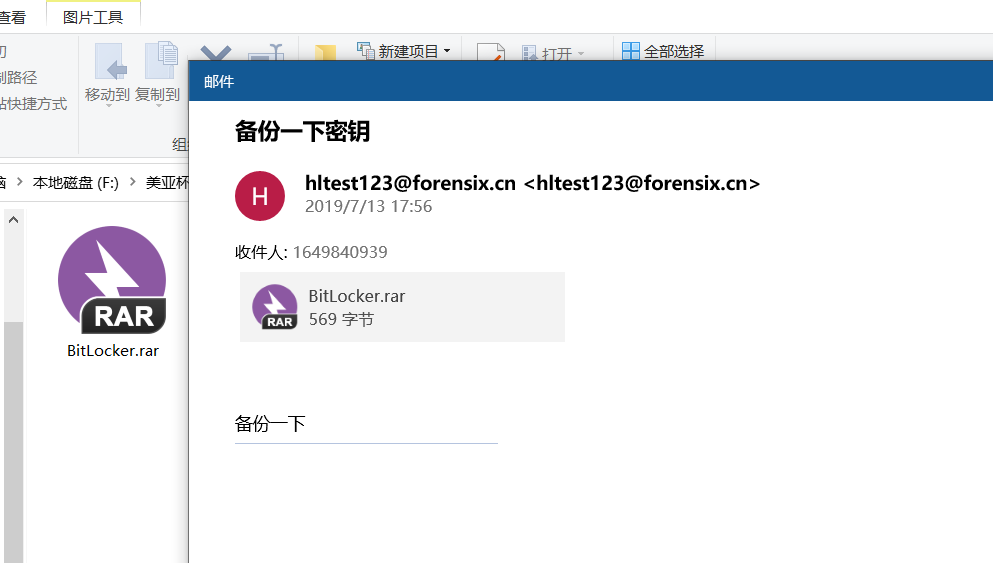 查看
图片工具
切
制路径
站快捷方式
移动到
复制到
新建项目
打开
全部选择
组织
脑
本地磁盘 (F:)
美亚杯
RAR
BitLocker.rar
邮件
备份一下密钥
H
hltest123@forensix.cn <hltest123@forensix.cn>
2019/7/13 17:56
收件人: 1649840939
RAR
BitLocker.rar
569 字节
备份一下